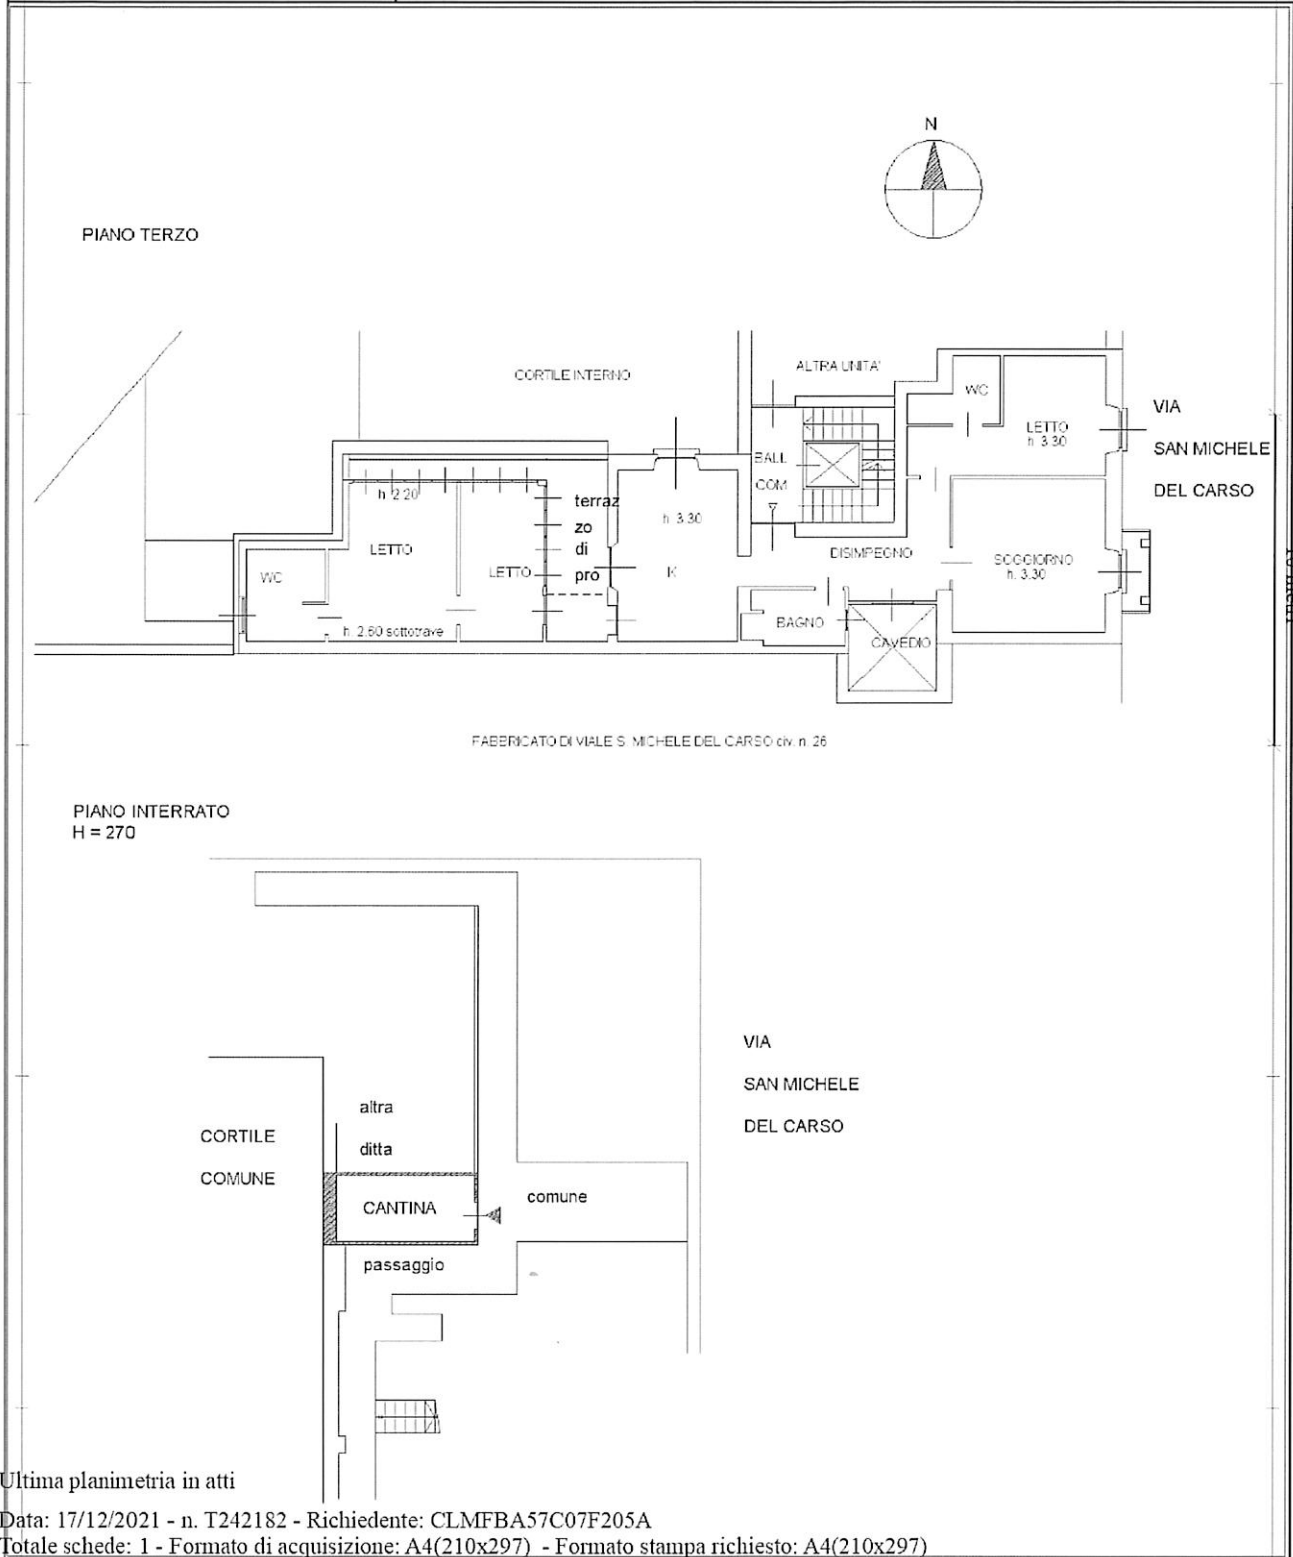 N
PIANO TERZO
CORTILE INTERNO
ALTRA UNITA'
WC
LETTO
h. 3.30
VIA
SAN MICHELE
DEL CARSO
BALL
COM
h. 2.20
terraz
zo
di
pro
h. 3.30
K
LETTO
LETTO
WC
DISIMPEGNO
SOGGIORNO
h. 3.30
h. 2.60 sottotrave
BAGNO
CAVEDIO
FABBRICATO DI VIALE S. MICHELE DEL CARSO civ. n. 26
PIANO INTERRATO
H = 270
VIA
SAN MICHELE
DEL CARSO
altra
ditta
CORTILE
COMUNE
CANTINA
comune
passaggio
Ultima planimetria in atti
Data: 17/12/2021 - n. T242182 - Richiedente: CLMFBA57C07F205A
Totale schede: 1 - Formato di acquisizione: A4(210x297) - Formato stampa richiesto: A4(210x297)